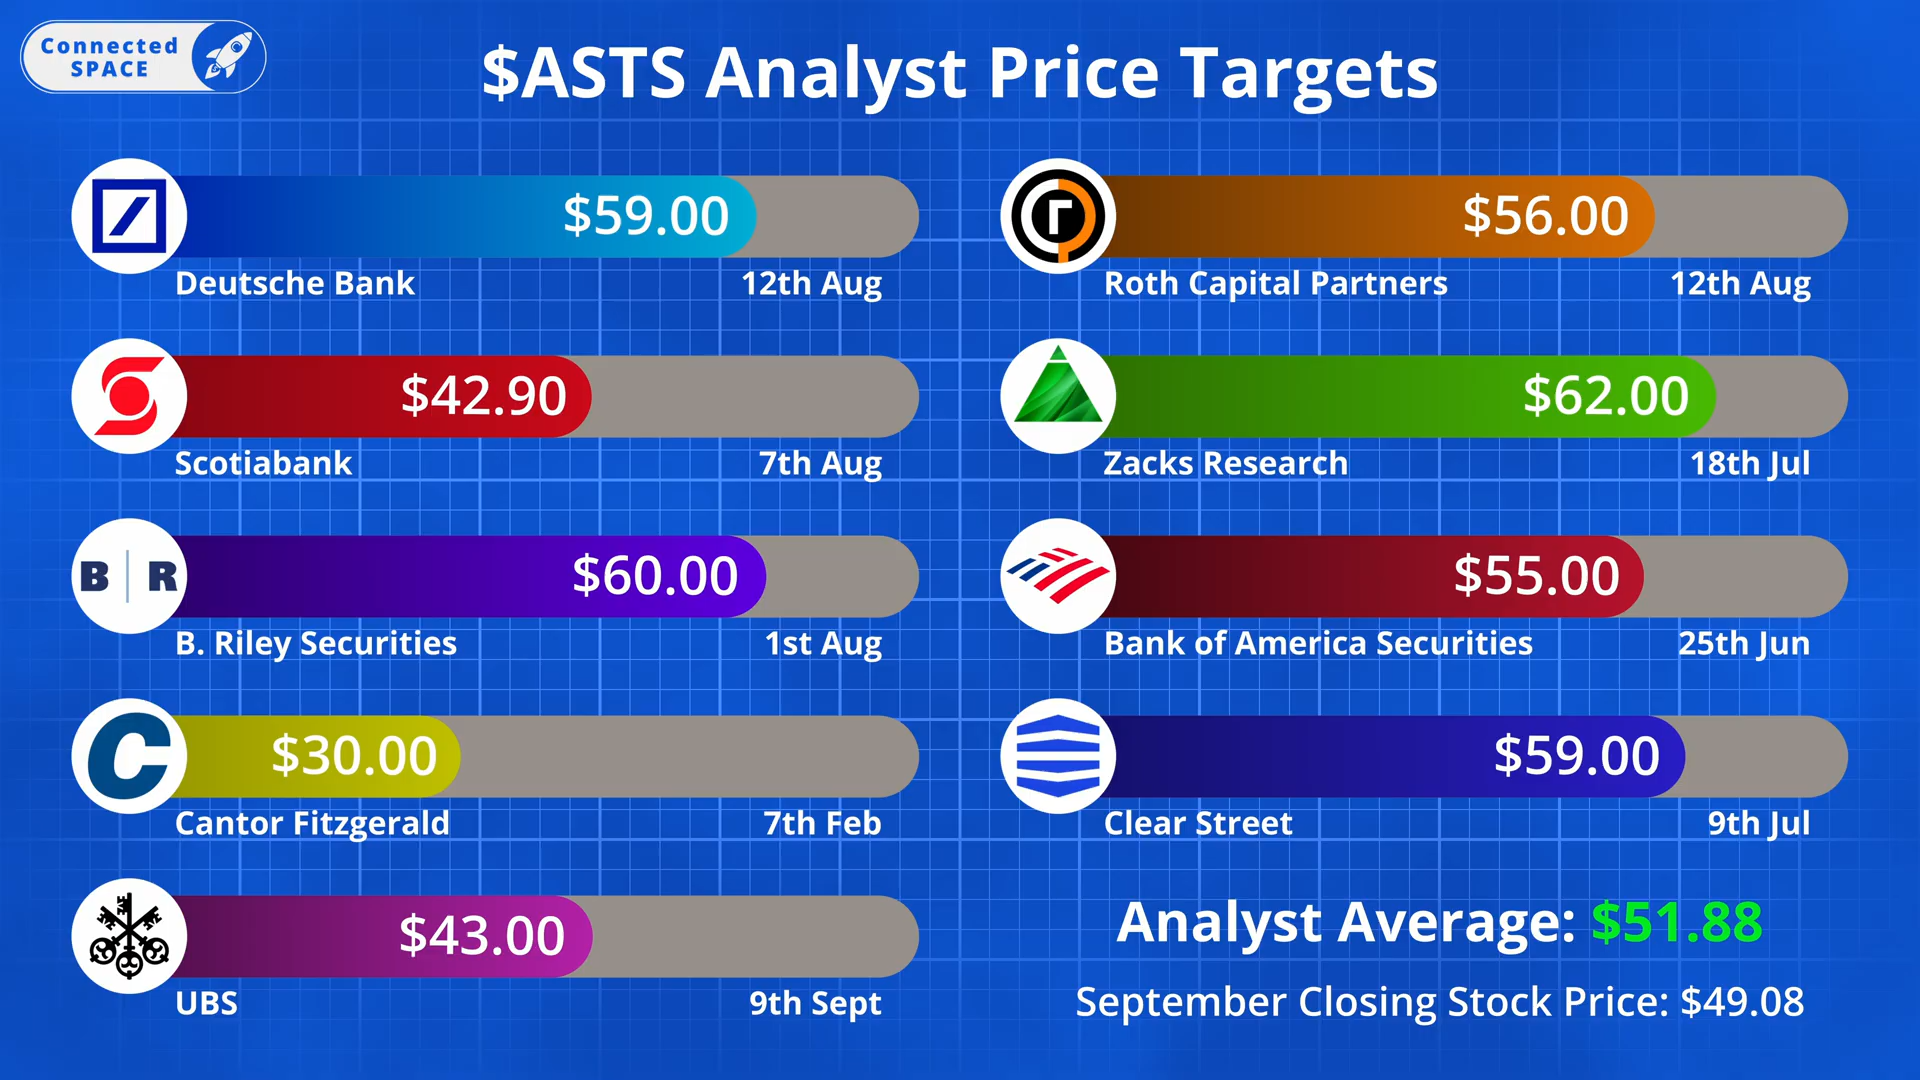 Connected
SPACE
$ASTS Analyst Price Targets
$59.00
Deutsche Bank
12th Aug
$56.00
Roth Capital Partners
12th Aug
$42.90
Scotiabank
7th Aug
$62.00
Zacks Research
18th Jul
B | R
$60.00
B. Riley Securities
1st Aug
$55.00
Bank of America Securities
25th Jun
C
$30.00
Cantor Fitzgerald
7th Feb
$59.00
Clear Street
9th Jul
$43.00
UBS
9th Sept
Analyst Average: $51.88
September Closing Stock Price: $49.08